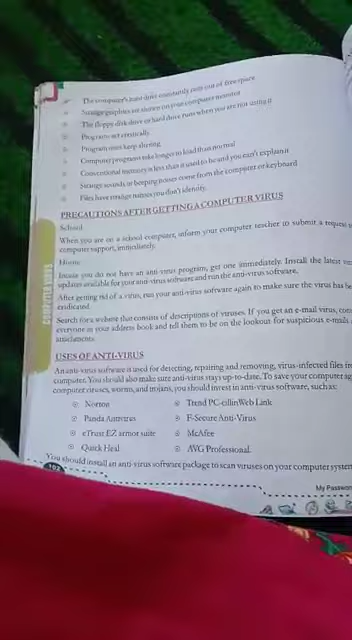 The computer's hard drive constantly runs out of free space
Strange graphics are shown on your computer monitor
The floppy disk drive or hard drive runs when you are not using it
Programs act erratically.
Program sizes keep altering
Computer programs take longer to load than normal
Conventional memory is less than it used to be and you can't explain it
Strange sounds or beeping noises come from the computer or keyboard
Files have strange names you don't identify.
PRECAUTIONS AFTER GETTING A COMPUTER VIRUS
School
When you are on a school computer, inform your computer teacher to submit a request
computer support, immediately.
Home
Incase you do not have an anti-virus program, get one immediately. Install the latest
updates available for your anti-virus software and run the anti-virus software.
After getting rid of a virus, run your anti-virus software again to make sure the virus has
eradicated.
Search for a website that consists of descriptions of viruses. If you get an e-mail virus,
everyone in your address book and tell them to be on the lookout for suspicious e-mails
attachments.
COMPUTER VIRUS
USES OF ANTI-VIRUS
An anti-virus software is used for detecting, repairing and removing, virus-infected files
computer. You should also make sure anti-virus stays up-to-date. To save your computer
computer viruses, worms, and trojans, you should invest in anti-virus software, such as:
Norton Trend PC-cillin Web Link
Panda Antivirus F-Secure Anti-Virus
eTrust EZ armor suite McAfee
Quick Heal AVG Professional
You should install an anti-virus software package to scan viruses on your computer system
102
My Passwor